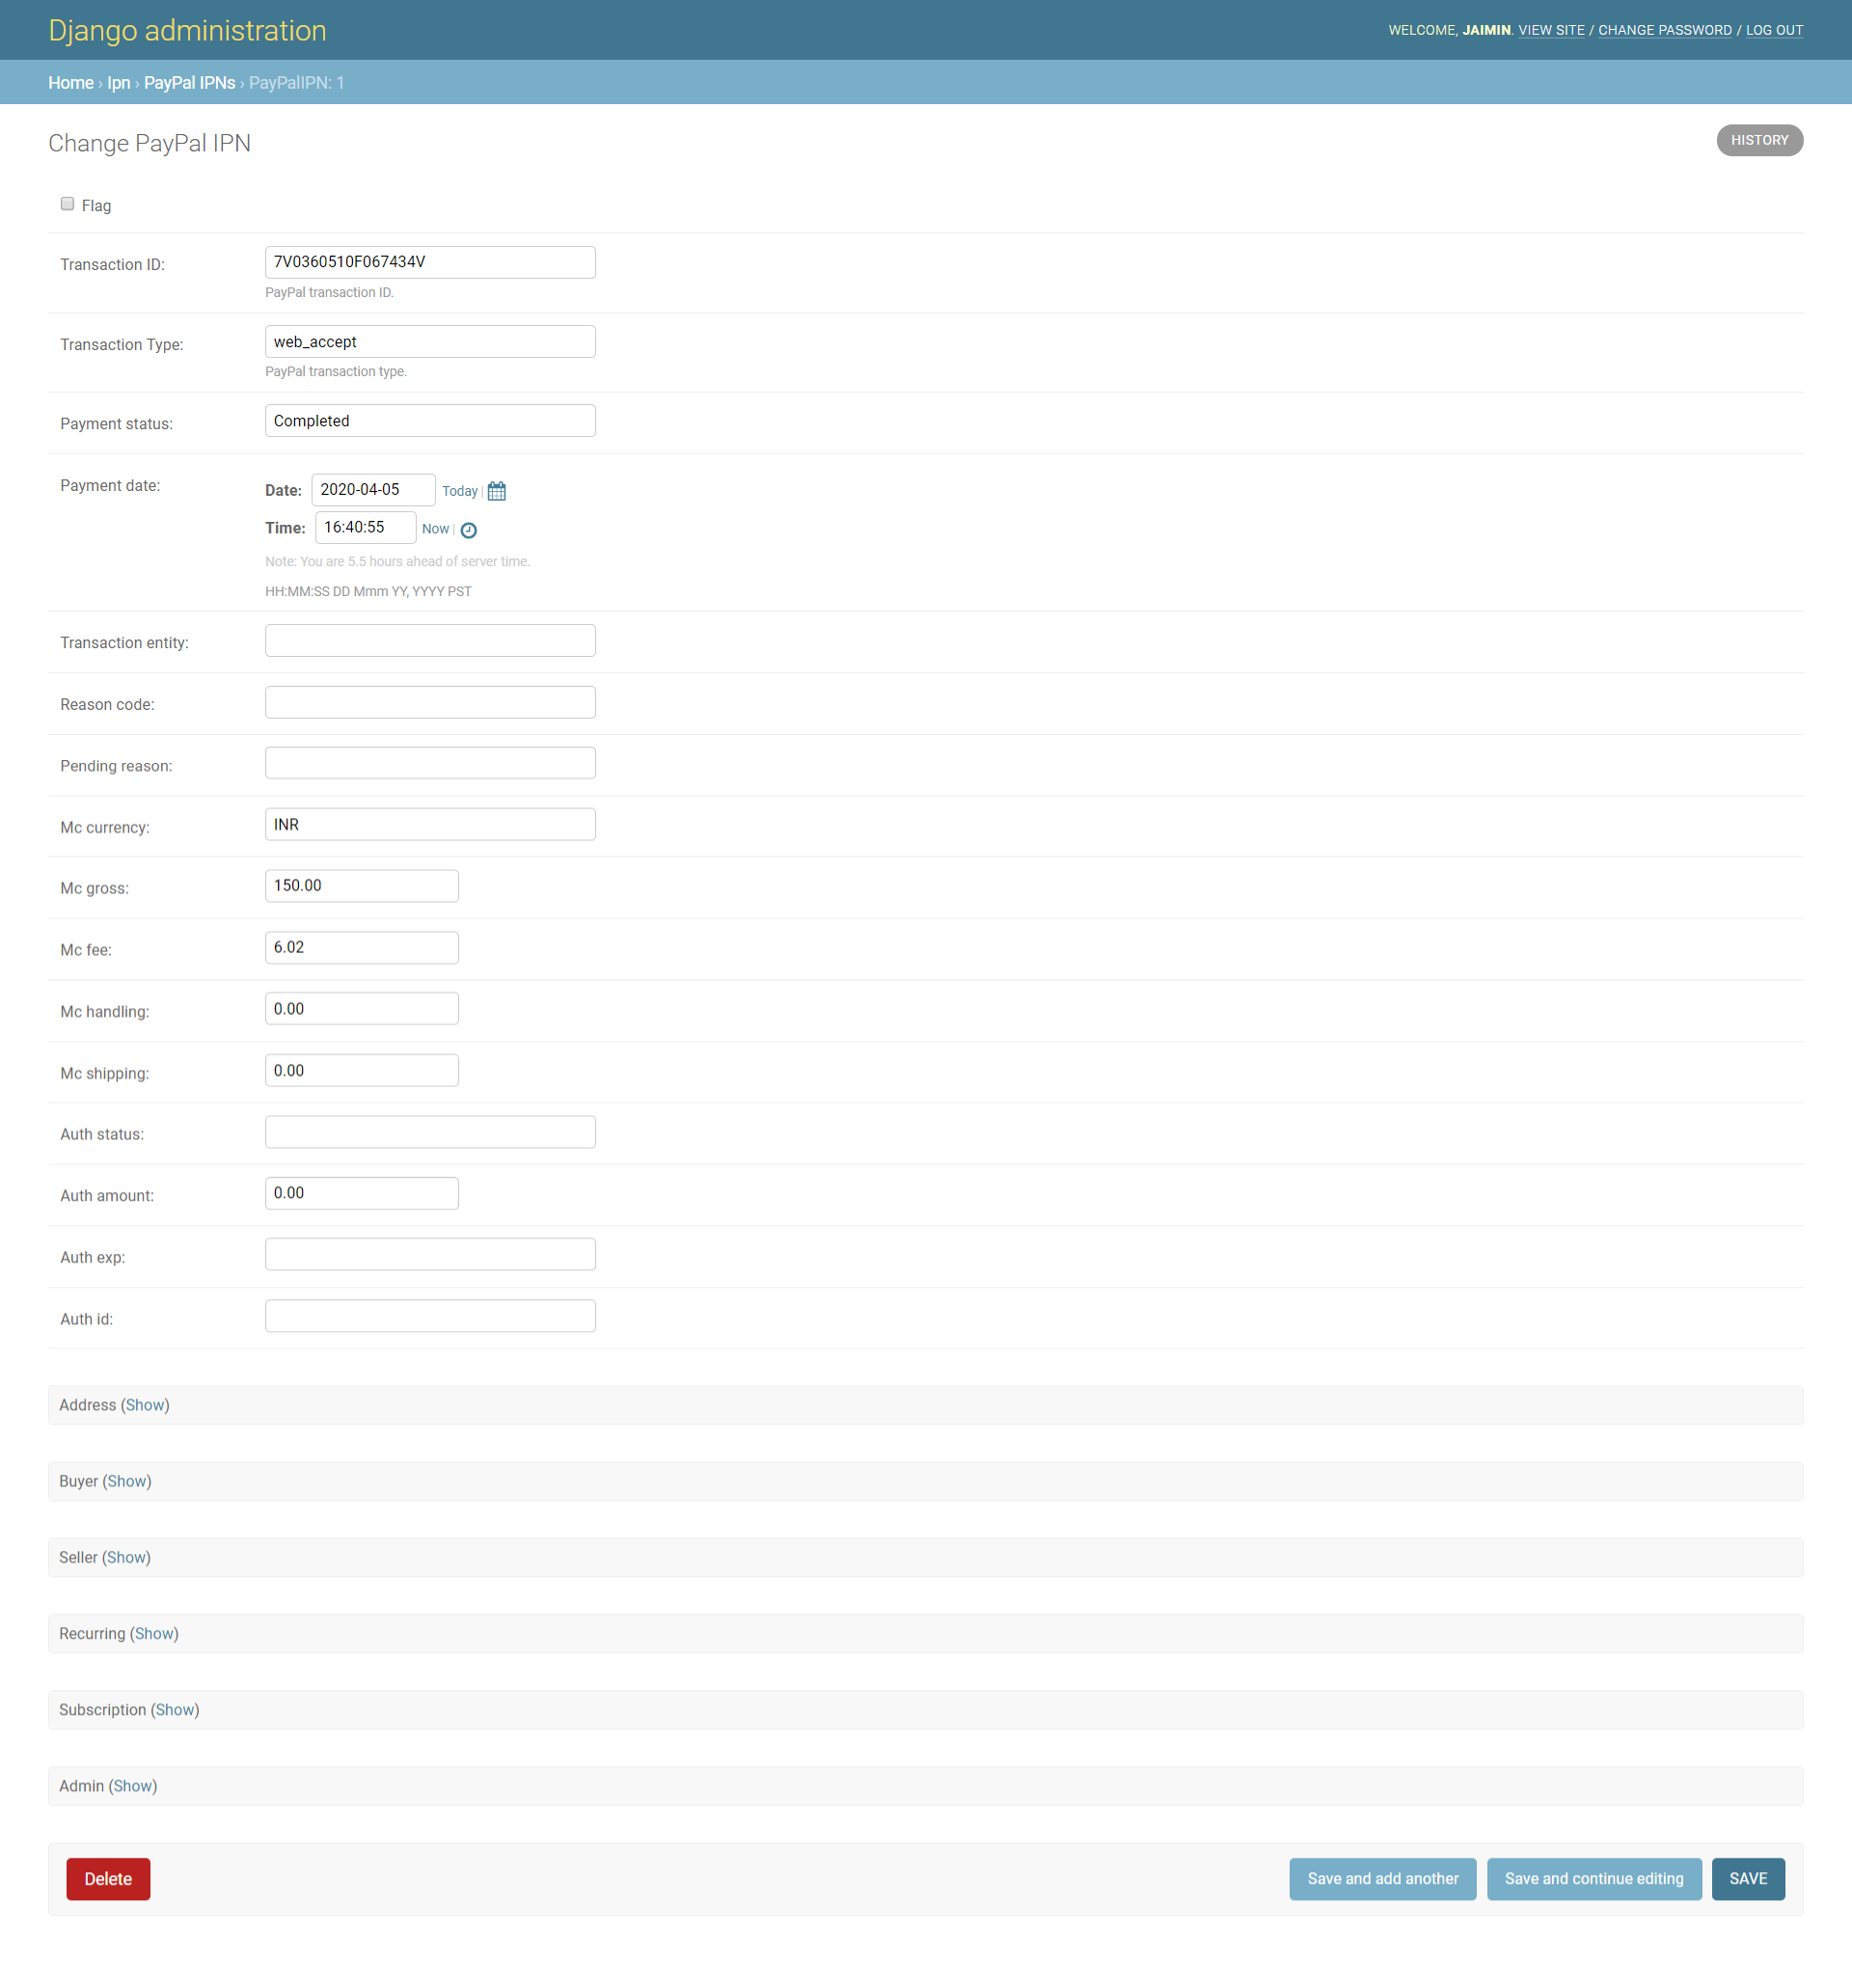 Django administration
WELCOME, JAIMIN. VIEW SITE / CHANGE PASSWORD / LOG OUT
Home › Ipn › PayPal IPNs › PayPalIPN: 1
Change PayPal IPN
HISTORY
Flag
Transaction ID: 7V0360510F067434V
PayPal transaction ID.
Transaction Type: web_accept
PayPal transaction type.
Payment status: Completed
Payment date: Date: 2020-04-05 Today |
Time: 16:40:55 Now |
Note: You are 5.5 hours ahead of server time.
HH:MM:SS DD Mmm YY, YYYY PST
Transaction entity:
Reason code:
Pending reason:
Mc currency: INR
Mc gross: 150.00
Mc fee: 6.02
Mc handling: 0.00
Mc shipping: 0.00
Auth status:
Auth amount: 0.00
Auth exp:
Auth id:
Address (Show)
Buyer (Show)
Seller (Show)
Recurring (Show)
Subscription (Show)
Admin (Show)
Delete Save and add another Save and continue editing SAVE